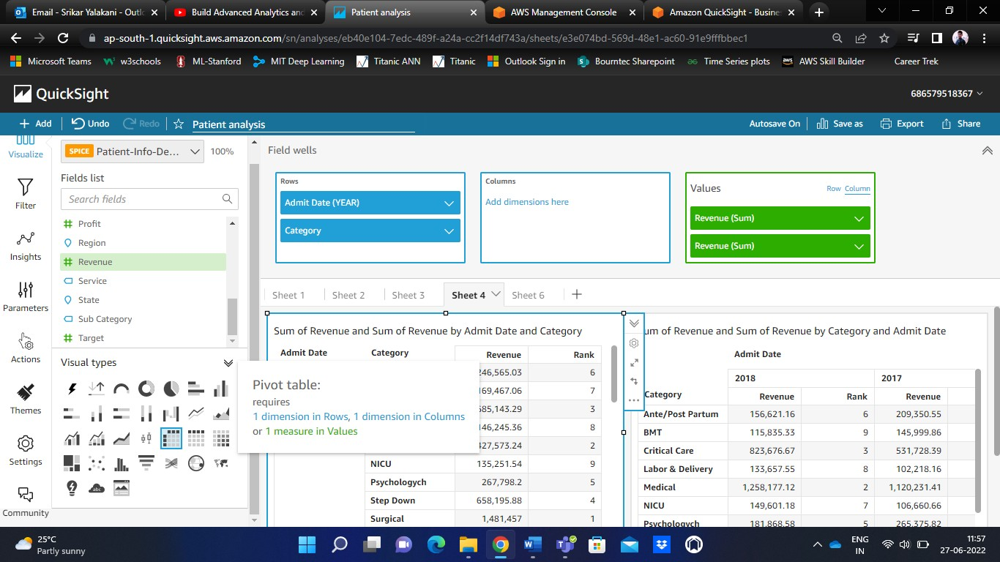 Email - Srikar Yalakani - Outlo
Build Advanced Analytics and
Patient analysis
AWS Management Console
Amazon QuickSight - Busine
ap-south-1.quicksight.aws.amazon.com/sn/analyses/eb40e104-7edc-489f-a24a-cc2f14df743a/sheets/e3e074bd-569d-48e1-ac60-91e9fffbbec1
Microsoft Teams
w3schools
ML-Stanford
MIT Deep Learning
Titanic ANN
Titanic
Outlook Sign in
Bourntec Sharepoint
Time Series plots
aws AWS Skill Builder
Career Trek
QuickSight
686579518367
Add
Undo
Redo
Patient analysis
Autosave On
Save as
Export
Share
Visualize
Filter
Insights
Parameters
Actions
Themes
Settings
Community
SPICE Patient-Info-De... 100%
Fields list
Search fields
Profit
Region
Revenue
Service
State
Sub Category
Target
Visual types
abc
Pivot table:
requires
1 dimension in Rows, 1 dimension in Columns
or 1 measure in Values
Field wells
Rows
Admit Date (YEAR)
Category
Columns
Add dimensions here
Values Row Column
Revenue (Sum)
Revenue (Sum)
Sheet 1 Sheet 2 Sheet 3 Sheet 4 Sheet 6
Sum of Revenue and Sum of Revenue by Admit Date and Category
Admit Date Category Revenue Rank
246,565.03 6
169,467.06 7
585,143.29 3
146,245.36 8
427,573.24 2
NICU 135,251.54 9
Psychologych 267,798.2 5
Step Down 658,195.88 4
Surgical 1,481,457 1
um of Revenue and Sum of Revenue by Category and Admit Date
Admit Date
2018 2017
Category Revenue Rank Revenue
Ante/Post Partum 156,621.16 6 209,350.55
BMT 115,835.33 9 145,999.86
Critical Care 823,676.67 3 531,728.39
Labor & Delivery 133,657.55 8 102,218.16
Medical 1,258,177.12 2 1,120,231.41
NICU 149,601.18 7 106,660.66
Psychologych 181,868.58 5 265,375.82
25°C
Partly sunny
ENG
IN
11:57
27-06-2022